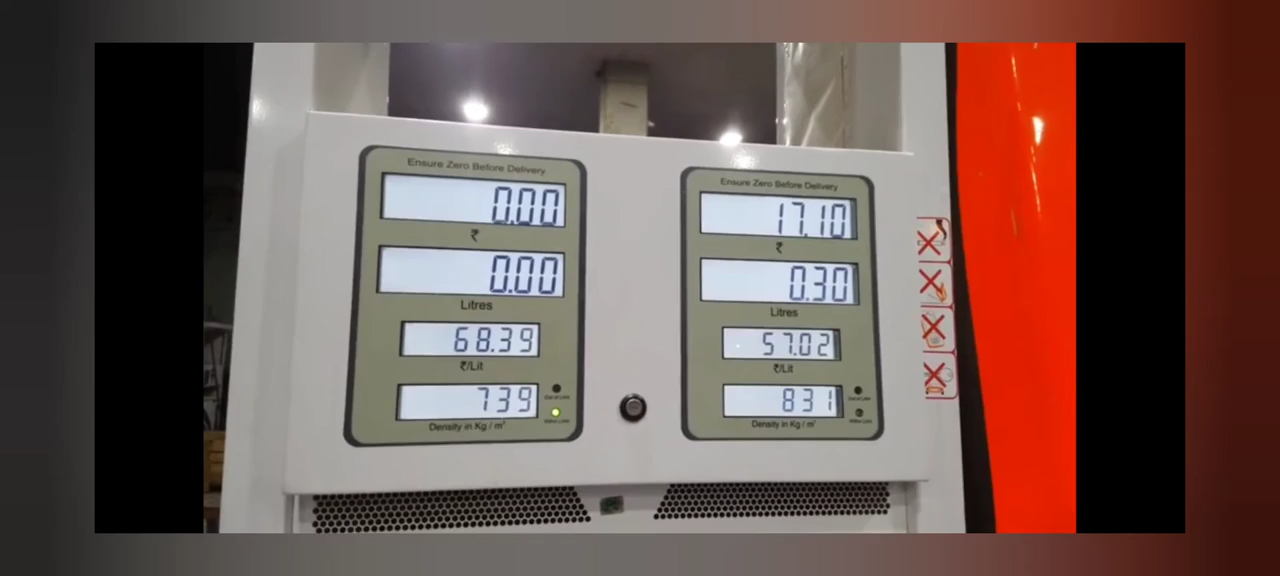 Ensure Zero Before Delivery
0.00
₹
0.00
Litres
68.39
₹/Lit
739
Density in Kg / m³
Ensure Zero Before Delivery
17.10
₹
0.30
Litres
57.02
₹/Lit
831
Density in Kg / m³